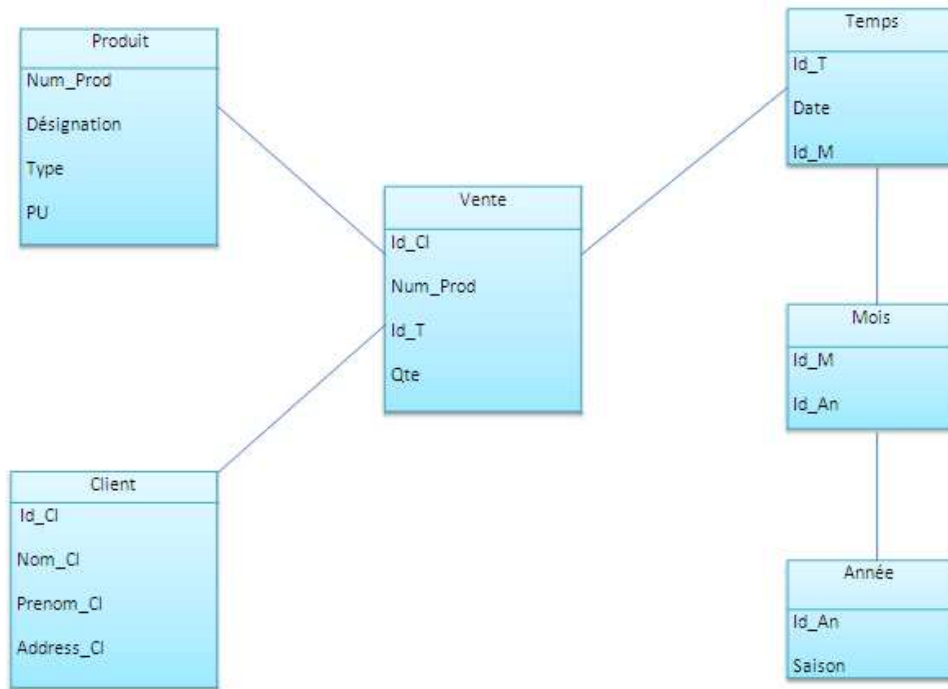 Produit
Num_Prod
Désignation
Type
PU
Vente
Id_Cl
Num_Prod
Id_T
Qte
Client
Id_Cl
Nom_Cl
Prenom_Cl
Address_Cl
Temps
Id_T
Date
Id_M
Mois
Id_M
Id_An
Année
Id_An
Saison